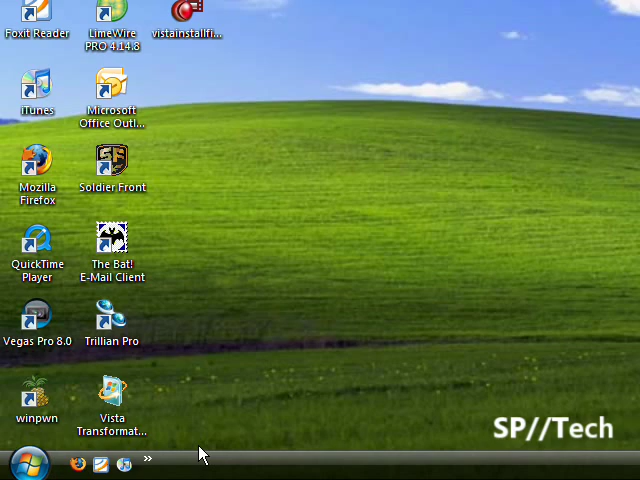 Foxit Reader
LimeWire
PRO 4.14.8
vistainstallfi...
iTunes
Microsoft
Office Outl...
Mozilla
Firefox
Soldier Front
SF
QuickTime
Player
The Bat!
E-Mail Client
Vegas Pro 8.0
Trillian Pro
winpwn
Vista
Transformat...
SP//Tech
»